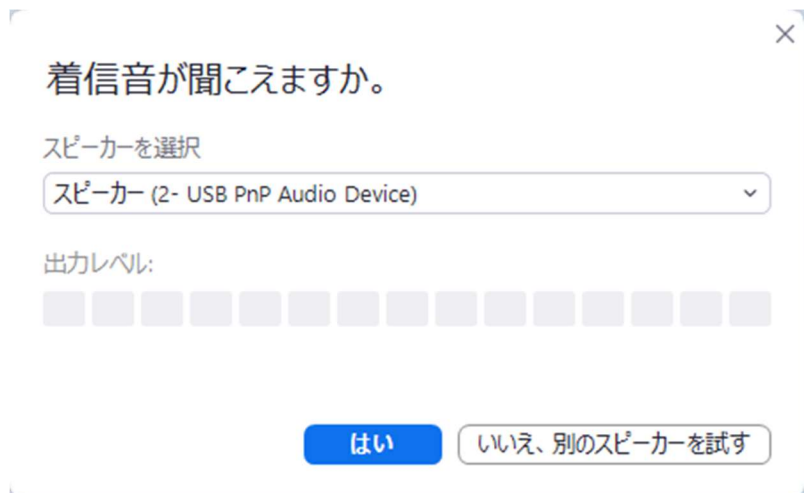 着信音が聞こえますか。
スピーカーを選択
スピーカー (2- USB PnP Audio Device)
出力レベル:
はい
いいえ、別のスピーカーを試す